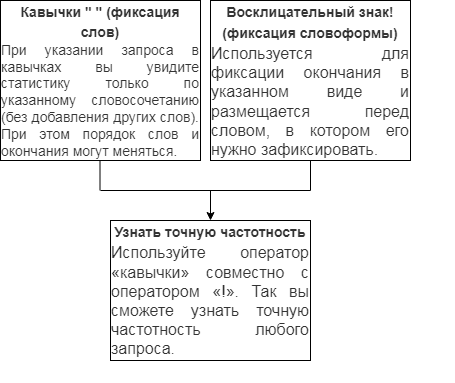 Кавычки " " (фиксация
слов)
При указании запроса в
кавычках вы увидите
статистику только по
указанному словосочетанию
(без добавления других слов).
При этом порядок слов и
окончания могут меняться.
Восклицательный знак!
(фиксация словоформы)
Используется для
фиксации окончания в
указанном виде и
размещается перед
словом, в котором его
нужно зафиксировать.
Узнать точную частотность
Используйте оператор
«кавычки» совместно с
оператором «!». Так вы
сможете узнать точную
частотность любого
запроса.